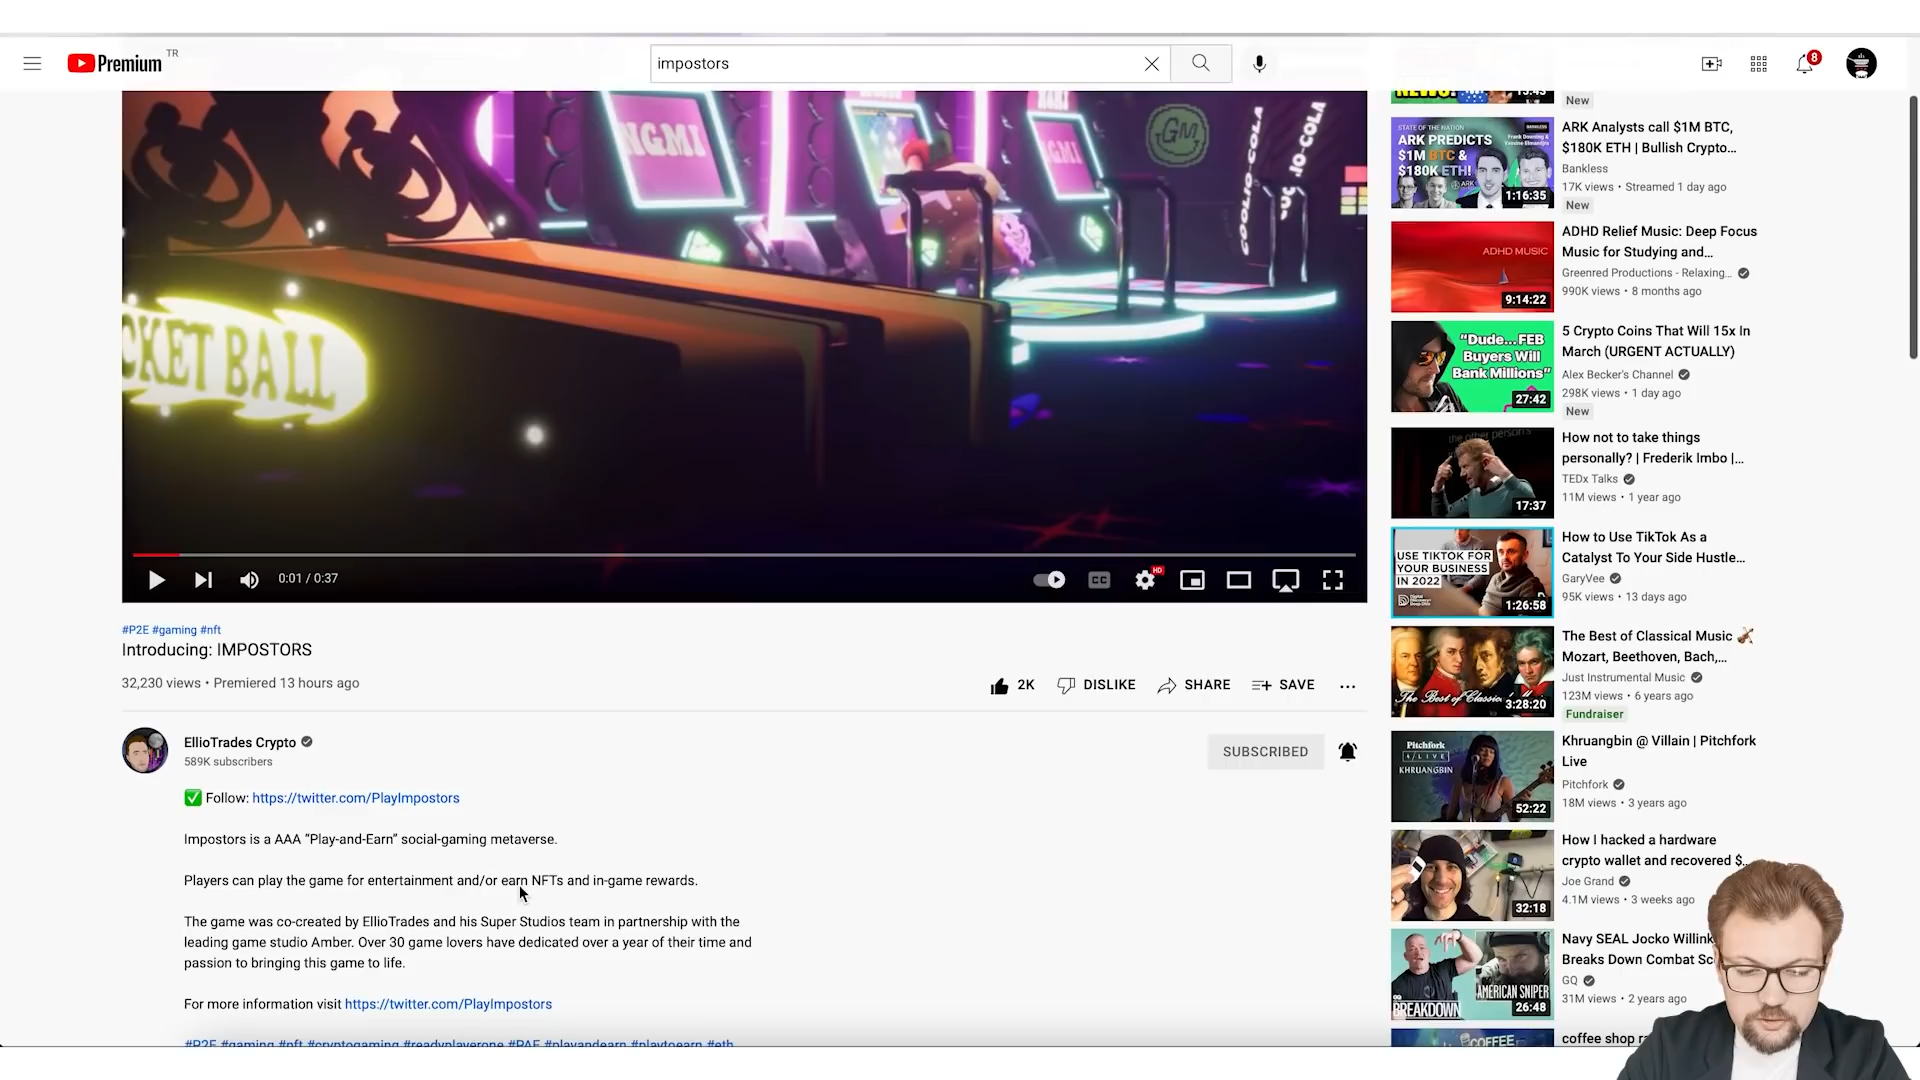 Premium TR
impostors
8
NGMI
NGMI
GM
COOLIO-COLA
CKET BALL
0:01 / 0:37
CC
HD
#P2E #gaming #nft
Introducing: IMPOSTORS
32,230 views • Premiered 13 hours ago
2K
DISLIKE
SHARE
SAVE
EllioTrades Crypto
589K subscribers
SUBSCRIBED
Follow: https://twitter.com/PlayImpostors
Impostors is a AAA "Play-and-Earn" social-gaming metaverse.
Players can play the game for entertainment and/or earn NFTs and in-game rewards.
The game was co-created by EllioTrades and his Super Studios team in partnership with the
leading game studio Amber. Over 30 game lovers have dedicated over a year of their time and
passion to bringing this game to life.
For more information visit https://twitter.com/PlayImpostors
#P2E #gaming #nft #cryptogaming #readyplayerone #PAE #playandearn #playtoearn #eth
New
STATE OF THE NATION
BANKLESS
ARK PREDICTS
$1M BTC &
$180K ETH!
ARK
1:16:35
ARK Analysts call $1M BTC,
$180K ETH | Bullish Crypto...
Bankless
17K views • Streamed 1 day ago
New
ADHD MUSIC
9:14:22
ADHD Relief Music: Deep Focus
Music for Studying and...
Greenred Productions - Relaxing...
990K views • 8 months ago
"Dude...FEB
Buyers Will
Bank Millions"
27:42
5 Crypto Coins That Will 15x In
March (URGENT ACTUALLY)
Alex Becker's Channel
298K views • 1 day ago
New
the other person's
17:37
How not to take things
personally? | Frederik Imbo |...
TEDx Talks
11M views • 1 year ago
USE TIKTOK FOR
YOUR BUSINESS
IN 2022
1:26:58
How to Use TikTok As a
Catalyst To Your Side Hustle...
GaryVee
95K views • 13 days ago
The Best of Classic
3:28:20
The Best of Classical Music 🎻
Mozart, Beethoven, Bach,...
Just Instrumental Music
123M views • 6 years ago
Fundraiser
Pitchfork
LIVE
KHRUANGBIN
52:22
Khruangbin @ Villain | Pitchfork
Live
Pitchfork
18M views • 3 years ago
32:18
How I hacked a hardware
crypto wallet and recovered $...
Joe Grand
4.1M views • 3 weeks ago
AMERICAN SNIPER
BREAKDOWN
26:48
Navy SEAL Jocko Willink
Breaks Down Combat Sc
GQ
31M views • 2 years ago
COFFEE
coffee shop ra